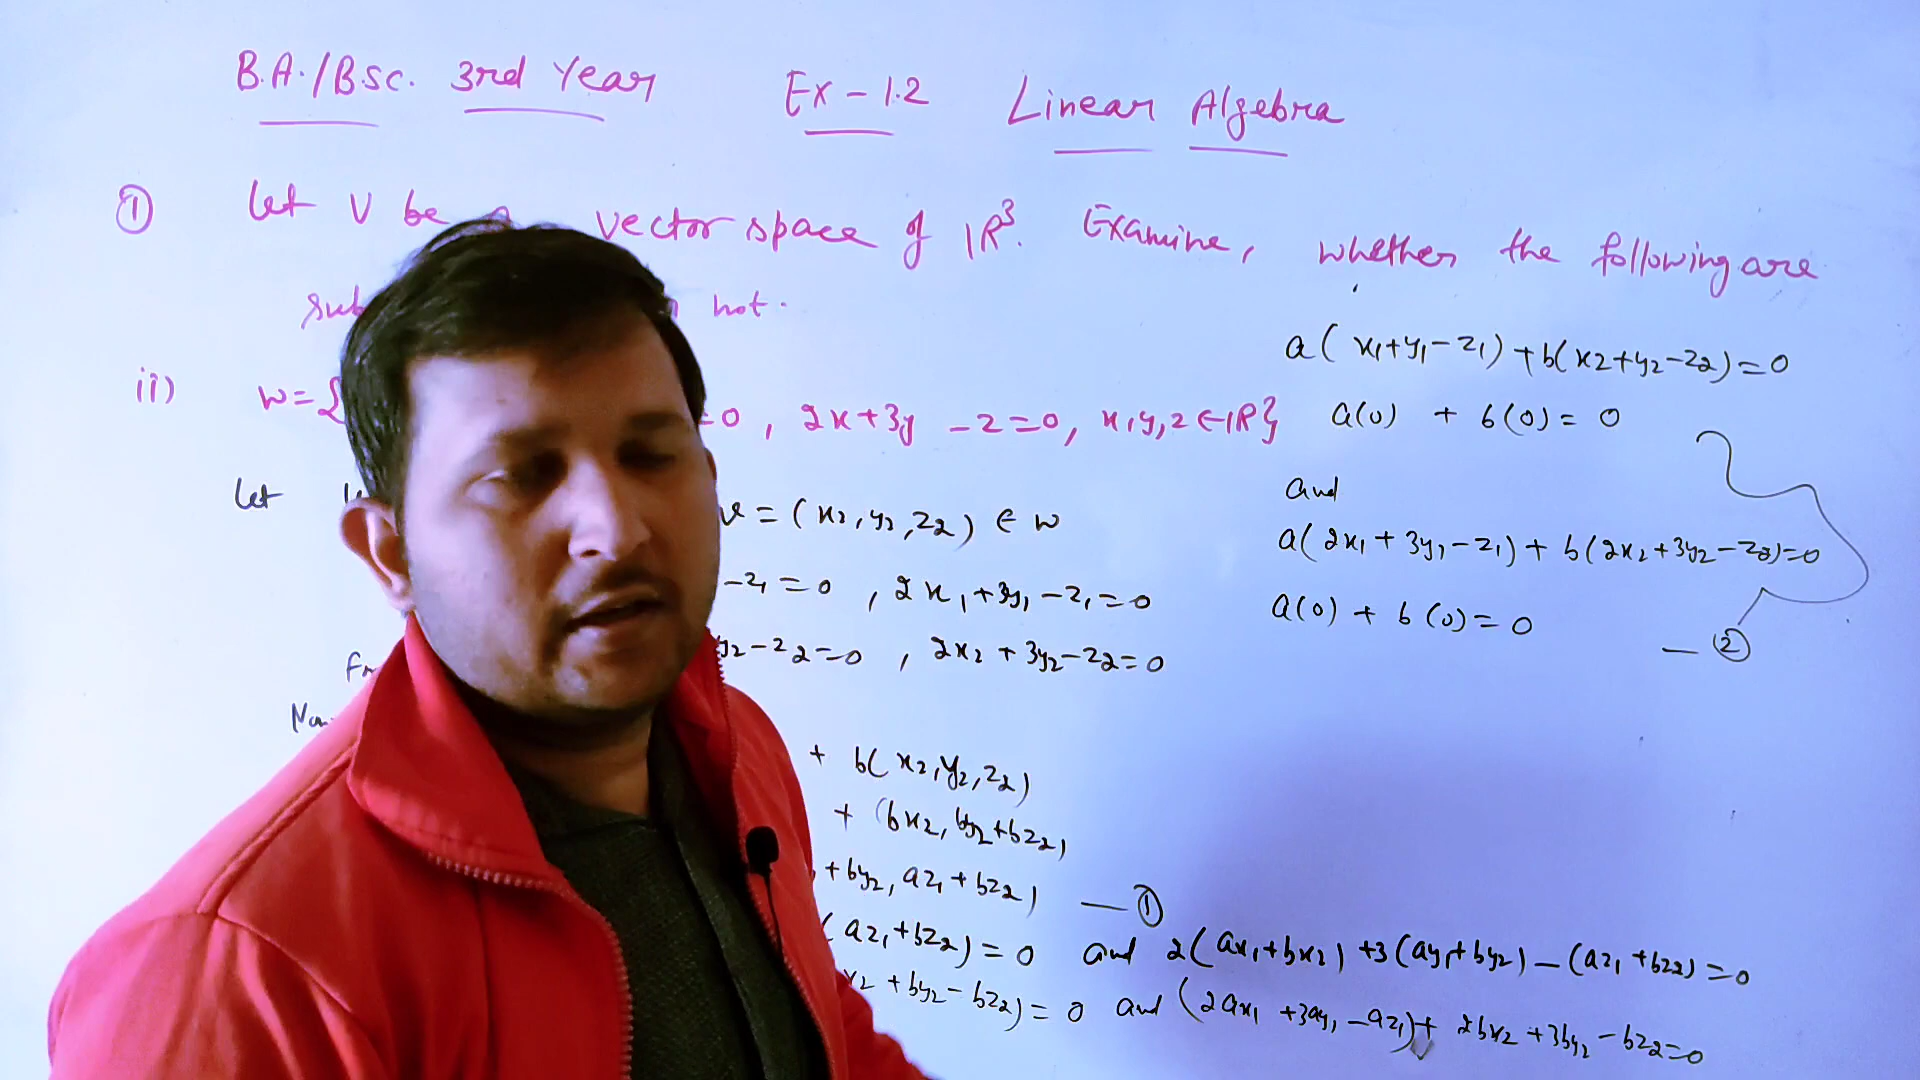 B.A./BSC. 3rd Year Ex-1.2 Linear Algebra
① Let V be vector space of IR³. Examine, whether the following are
not.
ii) W={ =0, 2x+3y-z=0, x,y,z∈IR}
Let v=(x₂,y₂,z₂) ∈ W
-z₁=0, 2x₁+3y₁-z₁=0
y₂-z₂=0, 2x₂+3y₂-z₂=0
+ b(x₂,y₂,z₂)
+ (bx₂, by₂+bz₂)
+by₂, az₁+bz₂) —①
(az₁+bz₂)=0 and 2(ax₁+bx₂)+3(ay₁+by₂)-(az₁+bz₂)=0
+by₂-bz₂)=0 and (2ax₁+3ay₁-az₁)+2bx₂+3by₂-bz₂=0
a(x₁+y₁-z₁)+b(x₂+y₂-z₂)=0
a(0) + b(0)=0
and
a(2x₁+3y₁-z₁)+b(2x₂+3y₂-z₂)=0
a(0)+b(0)=0
—②